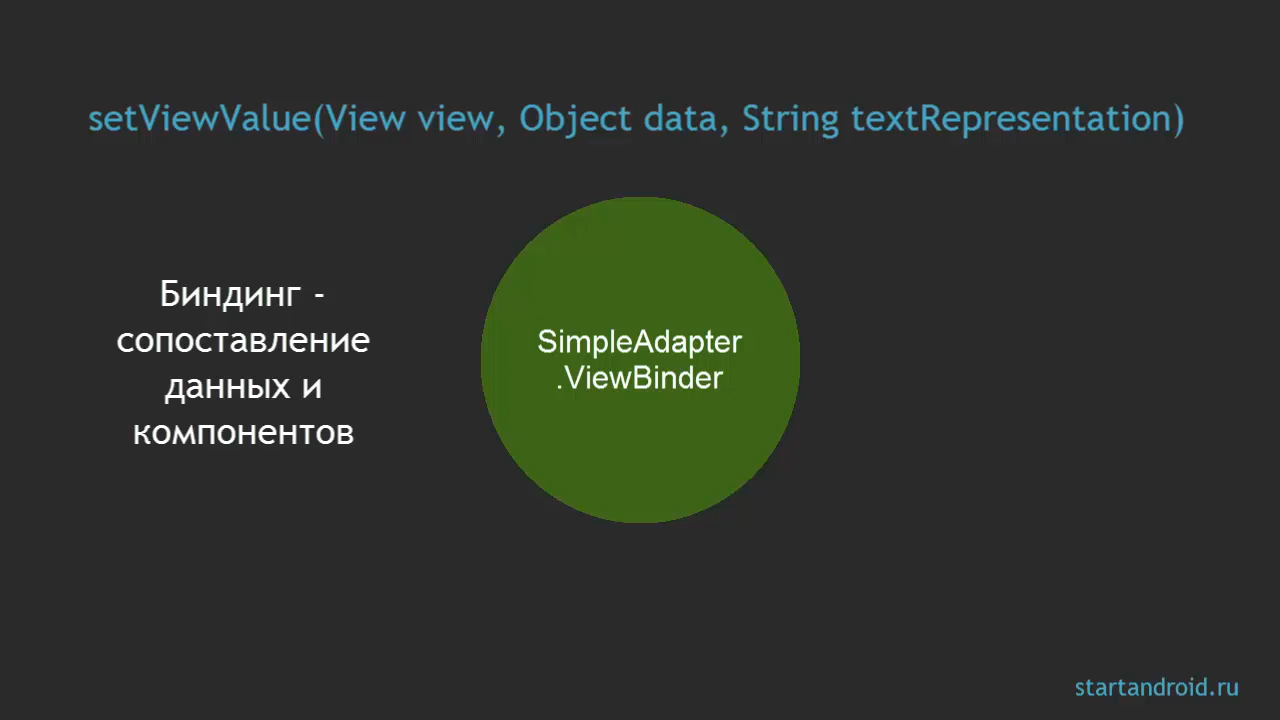 setViewValue(View view, Object data, String textRepresentation)
Биндинг -
сопоставление
данных и
компонентов
SimpleAdapter
.ViewBinder
startandroid.ru